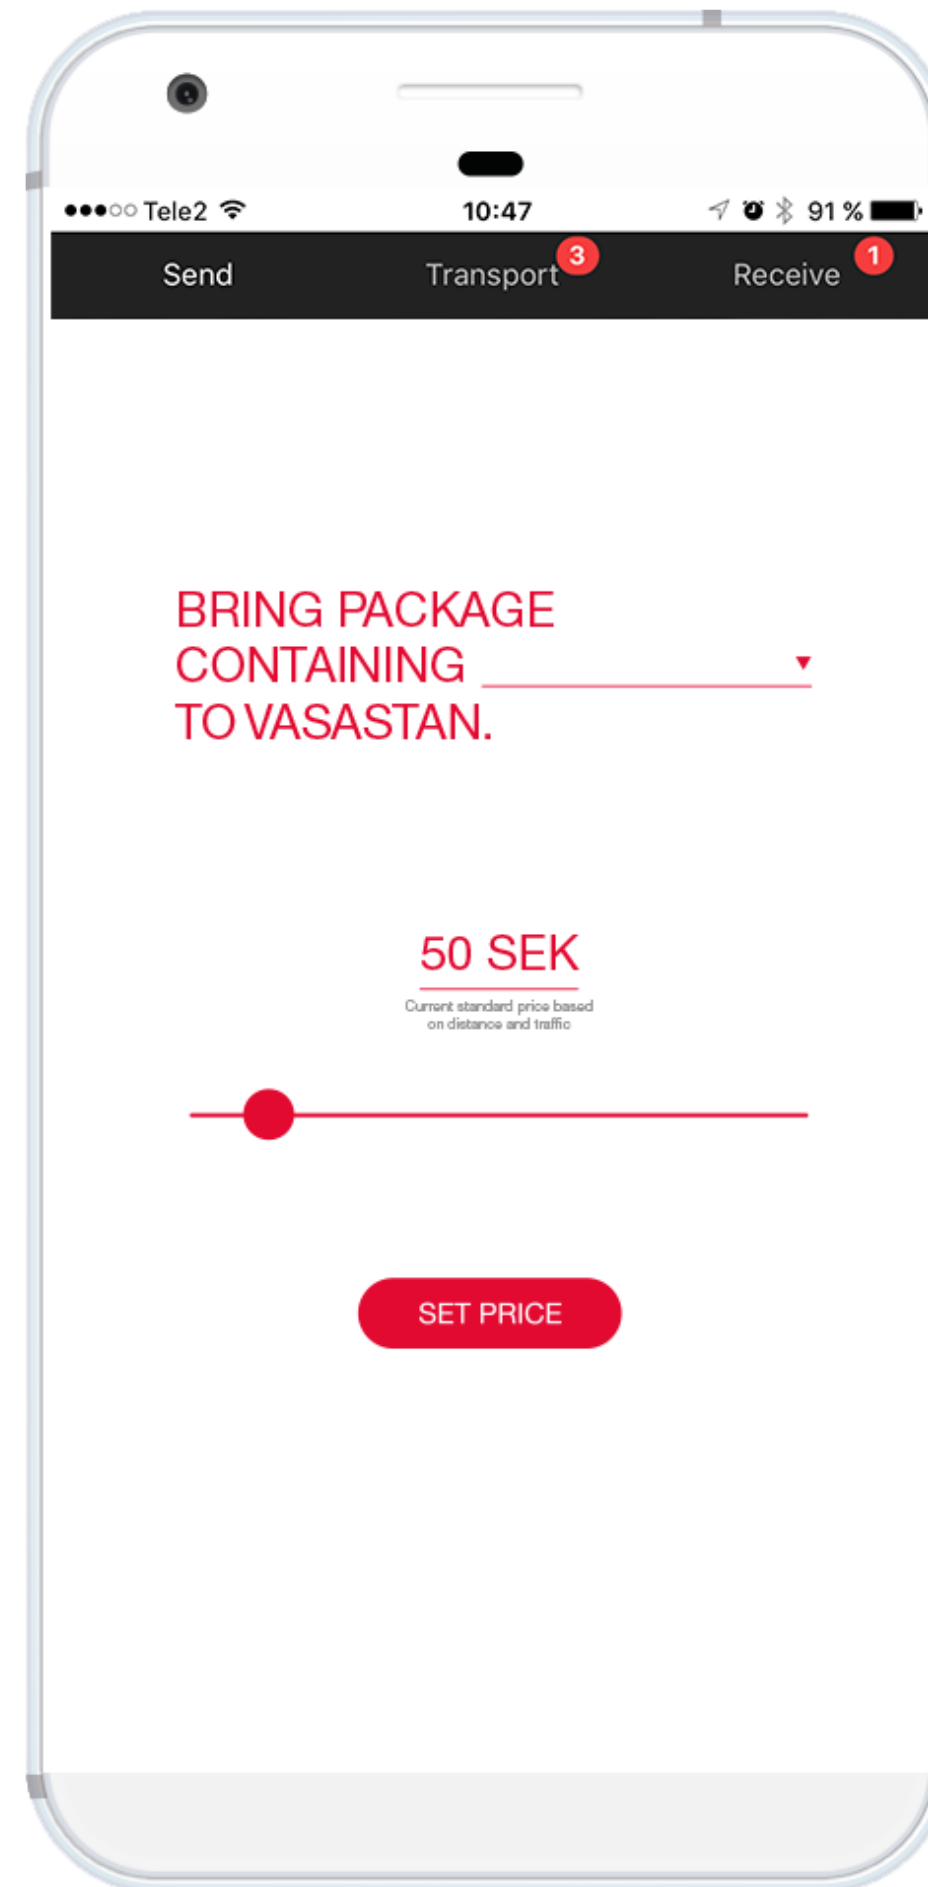 Tele2 10:47 91 %
Send Transport 3 Receive 1
BRING PACKAGE
CONTAINING
TO VASASTAN.
50 SEK
Current standard price based
on distance and traffic
SET PRICE